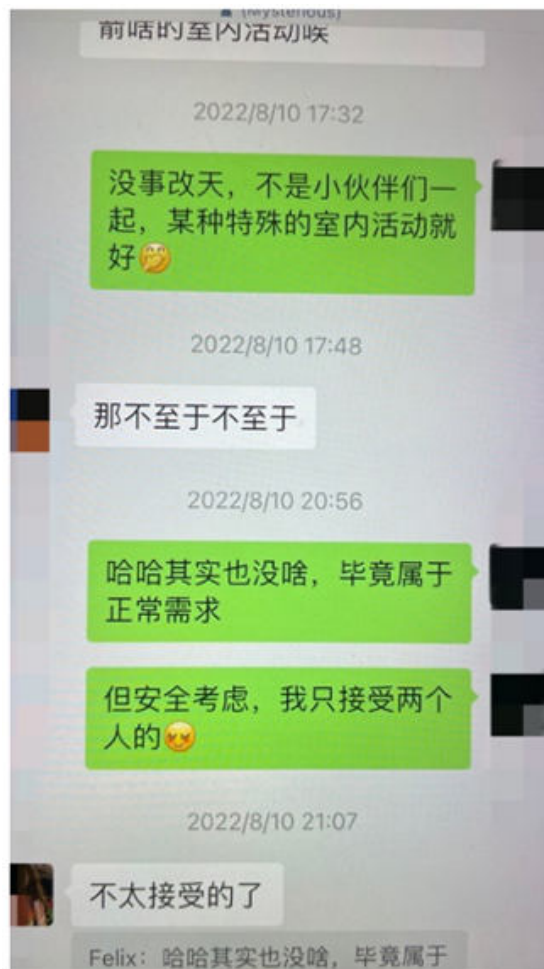 (Mysterious)
前啥的室内活动唉
2022/8/10 17:32
没事改天，不是小伙伴们一
起，某种特殊的室内活动就
好
2022/8/10 17:48
那不至于不至于
2022/8/10 20:56
哈哈其实也没啥，毕竟属于
正常需求
但安全考虑，我只接受两个
人的
2022/8/10 21:07
不太接受的了
Felix：哈哈其实也没啥，毕竟属于